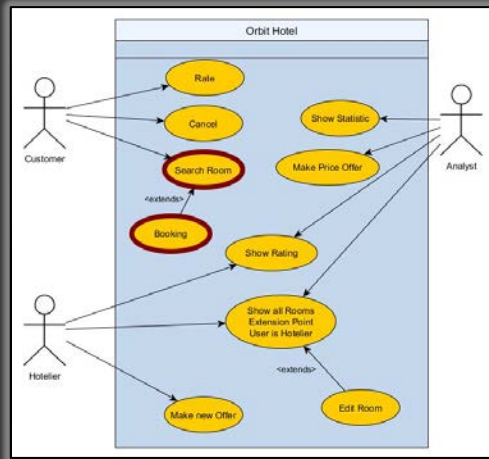 Orbit Hotel
Rate
Show Statistic
Cancel
Customer
Analyst
Make Price Offer
Search Room
<extends>
Booking
Show Rating
Show all Rooms
Extension Point
User is Hotelier
Hotelier
<extends>
Make new Offer
Edit Room